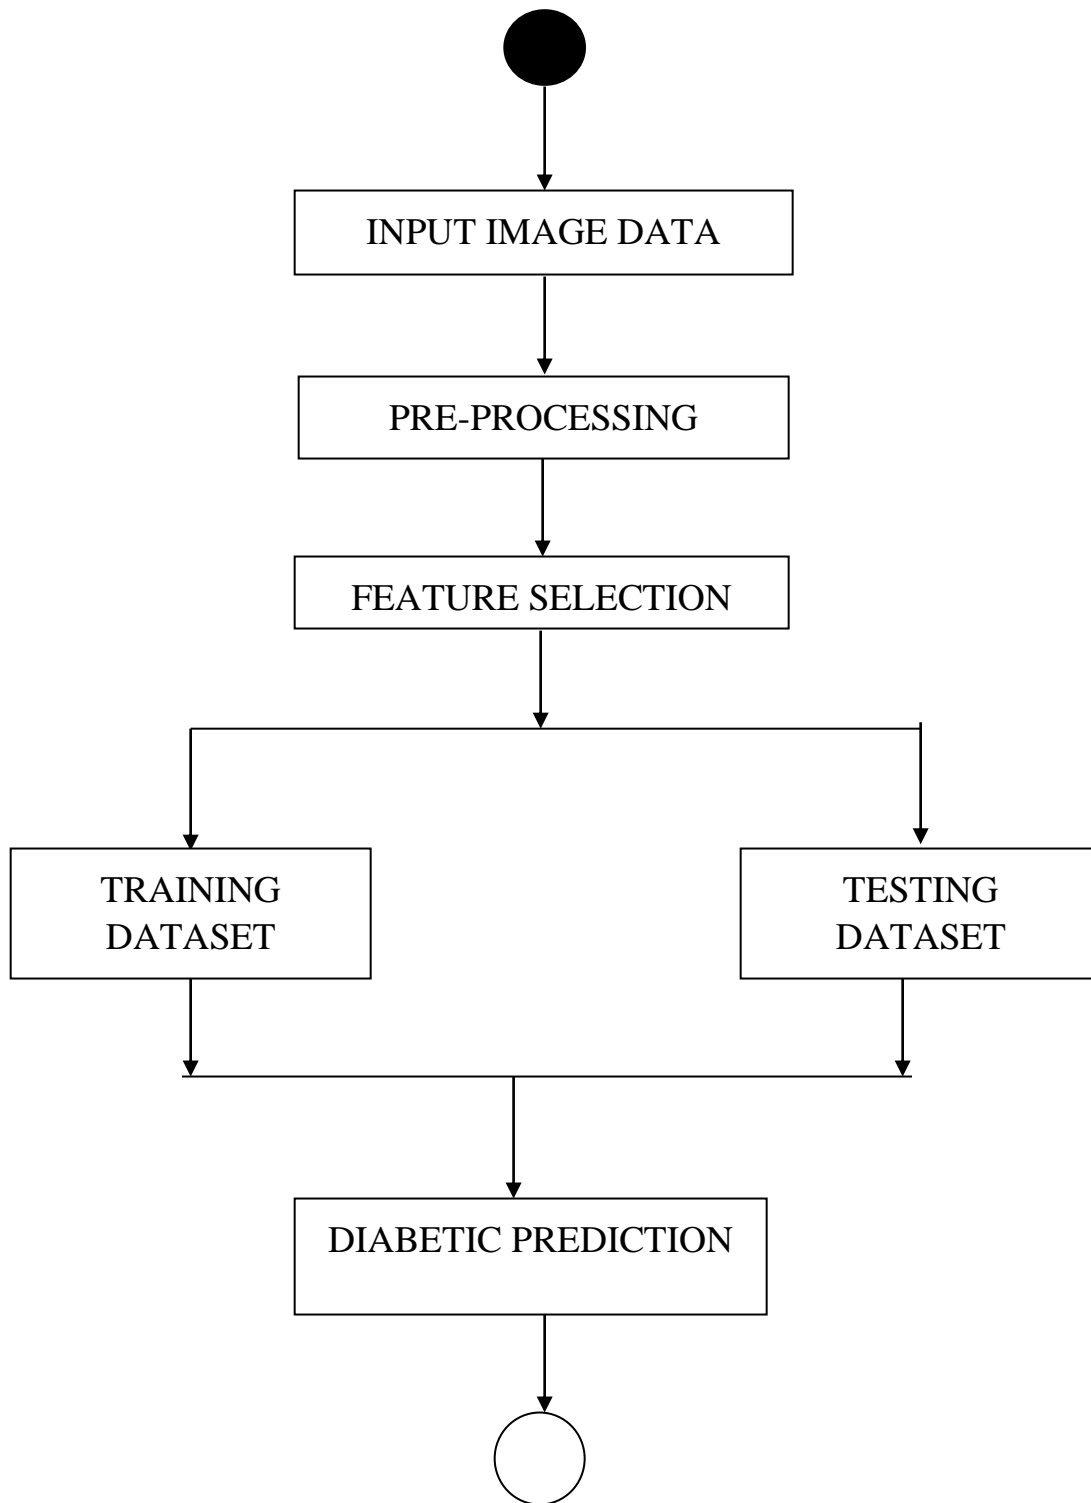 INPUT IMAGE DATA
PRE-PROCESSING
FEATURE SELECTION
TRAINING
DATASET
TESTING
DATASET
DIABETIC PREDICTION